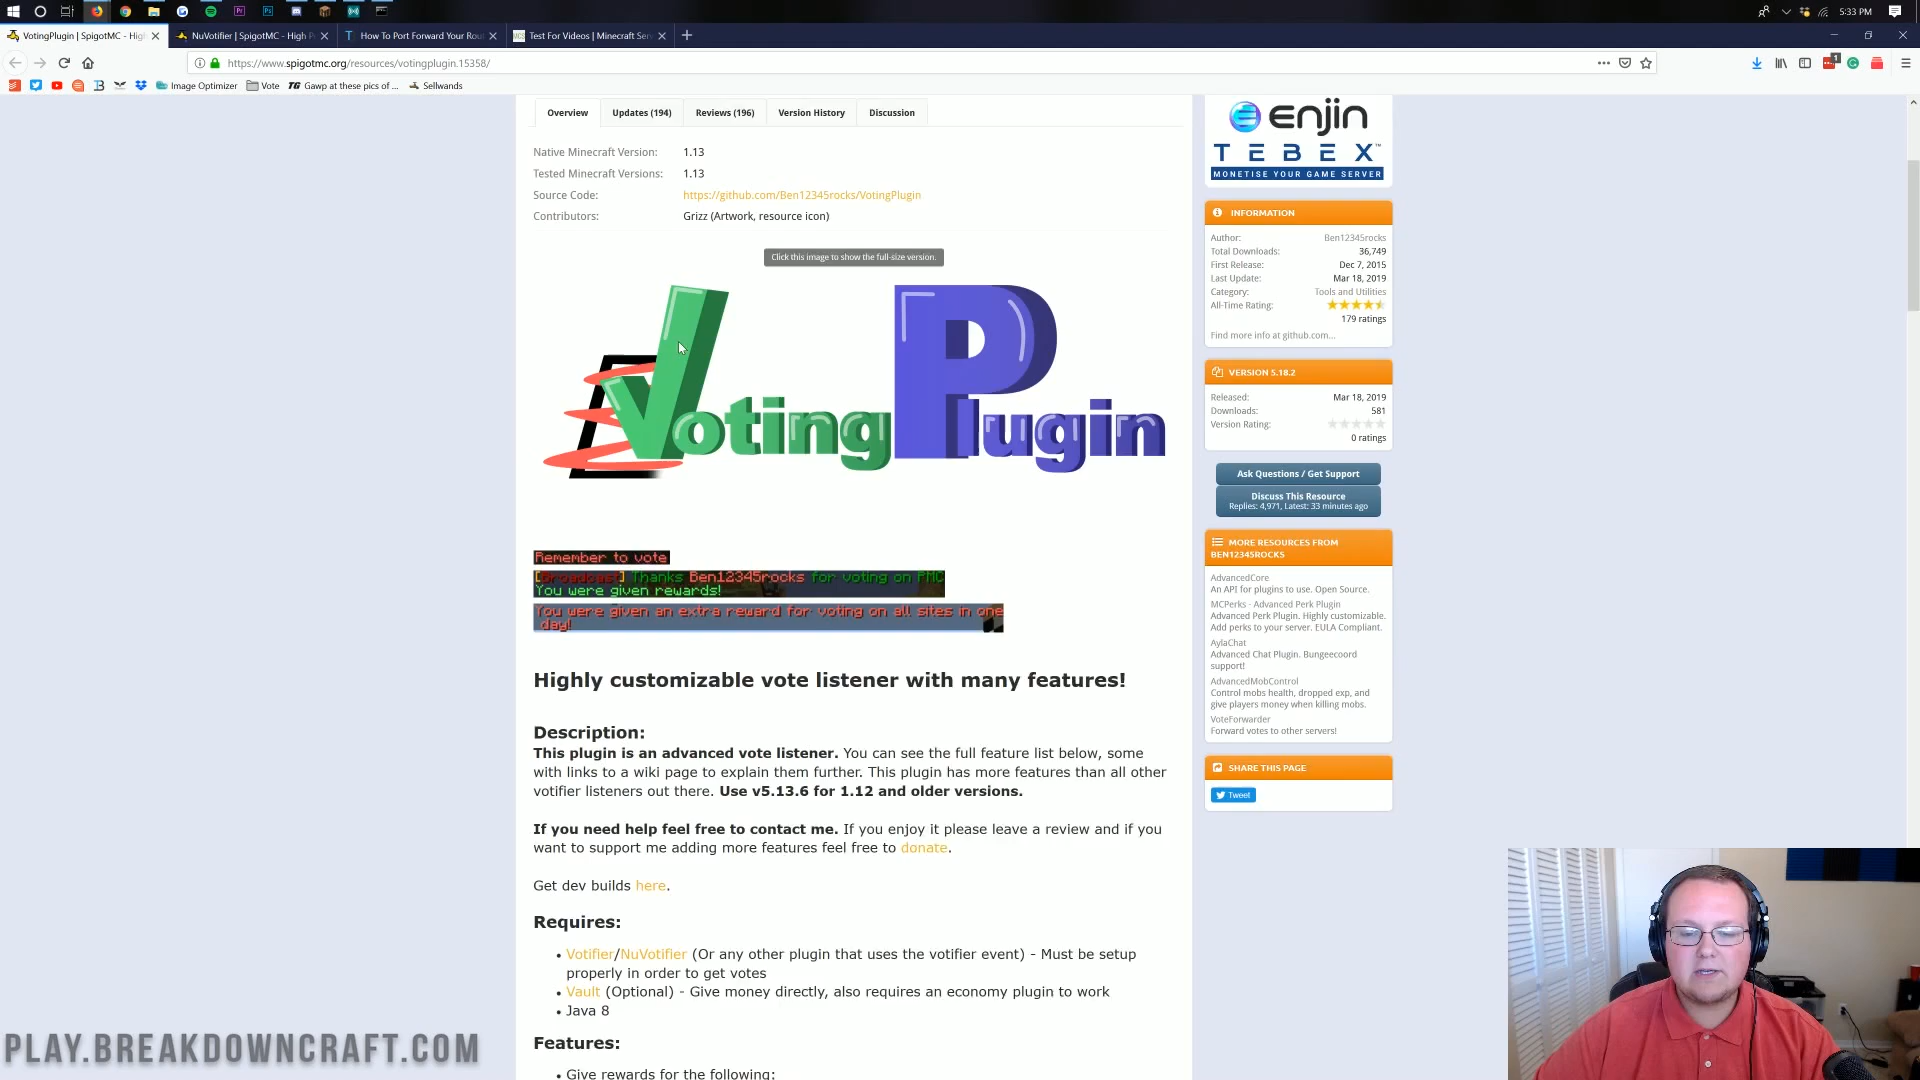 5:33 PM
VotingPlugin | SpigotMC - High
NuVotifier | SpigotMC - High P
How To Port Forward Your Rou
Test For Videos | Minecraft Ser
https://www.spigotmc.org/resources/votingplugin.15358/
Image Optimizer
Vote
TG Gawp at these pics of ...
Sellwands
Overview
Updates (194)
Reviews (196)
Version History
Discussion
Native Minecraft Version: 1.13
Tested Minecraft Versions: 1.13
Source Code: https://github.com/Ben12345rocks/VotingPlugin
Contributors: Grizz (Artwork, resource icon)
Click this image to show the full-size version.
VotingPlugin
Remember to vote
[Broadcast] Thanks Ben12345rocks for voting on PMC
You were given rewards!
You were given an extra reward for voting on all sites in one
day!
Highly customizable vote listener with many features!
Description:
This plugin is an advanced vote listener. You can see the full feature list below, some
with links to a wiki page to explain them further. This plugin has more features than all other
votifier listeners out there. Use v5.13.6 for 1.12 and older versions.
If you need help feel free to contact me. If you enjoy it please leave a review and if you
want to support me adding more features feel free to donate.
Get dev builds here.
Requires:
• Votifier/NuVotifier (Or any other plugin that uses the votifier event) - Must be setup
properly in order to get votes
• Vault (Optional) - Give money directly, also requires an economy plugin to work
• Java 8
Features:
• Give rewards for the following:
enjin
TEBEX™
MONETISE YOUR GAME SERVER
INFORMATION
Author: Ben12345rocks
Total Downloads: 36,749
First Release: Dec 7, 2015
Last Update: Mar 18, 2019
Category: Tools and Utilities
All-Time Rating:
179 ratings
Find more info at github.com...
VERSION 5.18.2
Released: Mar 18, 2019
Downloads: 581
Version Rating:
0 ratings
Ask Questions / Get Support
Discuss This Resource
Replies: 4,971, Latest: 33 minutes ago
MORE RESOURCES FROM
BEN12345ROCKS
AdvancedCore
An API for plugins to use. Open Source.
MCPerks - Advanced Perk Plugin
Advanced Perk Plugin. Highly customizable.
Add perks to your server. EULA Compliant.
AylaChat
Advanced Chat Plugin. Bungeecoord
support!
AdvancedMobControl
Control mobs health, dropped exp, and
give players money when killing mobs.
VoteForwarder
Forward votes to other servers!
SHARE THIS PAGE
Tweet
PLAY.BREAKDOWNCRAFT.COM